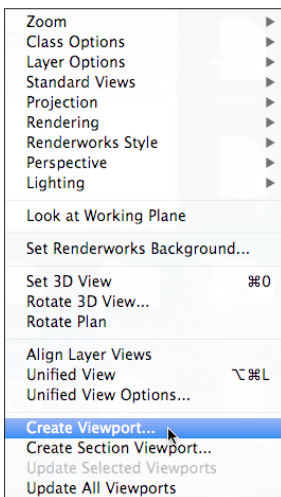 Zoom
Class Options
Layer Options
Standard Views
Projection
Rendering
Renderworks Style
Perspective
Lighting
Look at Working Plane
Set Renderworks Background...
Set 3D View ⌘0
Rotate 3D View...
Rotate Plan
Align Layer Views
Unified View ⌥⌘L
Unified View Options...
Create Viewport...
Create Section Viewport...
Update Selected Viewports
Update All Viewports